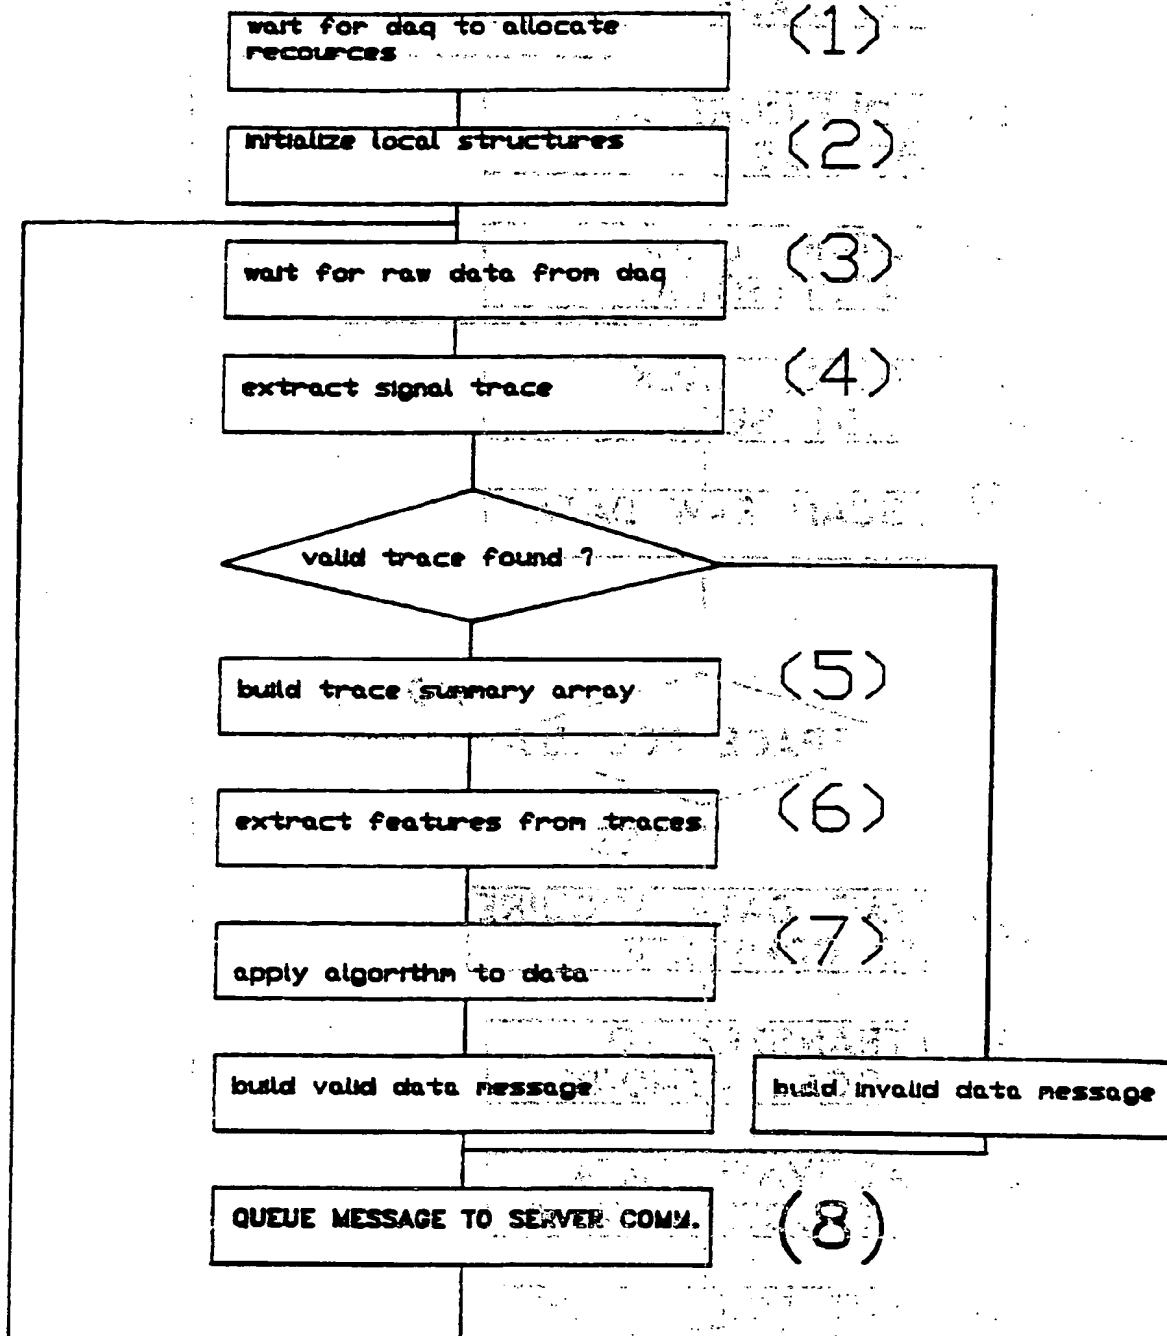 wait for daq to allocate
recources
(1)
initialize local structures
(2)
wait for raw data from daq
(3)
extract signal trace
(4)
valid trace found ?
build trace summary array
(5)
extract features from traces
(6)
apply algorithm to data
(7)
build valid data message
build invalid data message
QUEUE MESSAGE TO SERVER COMM.
(8)